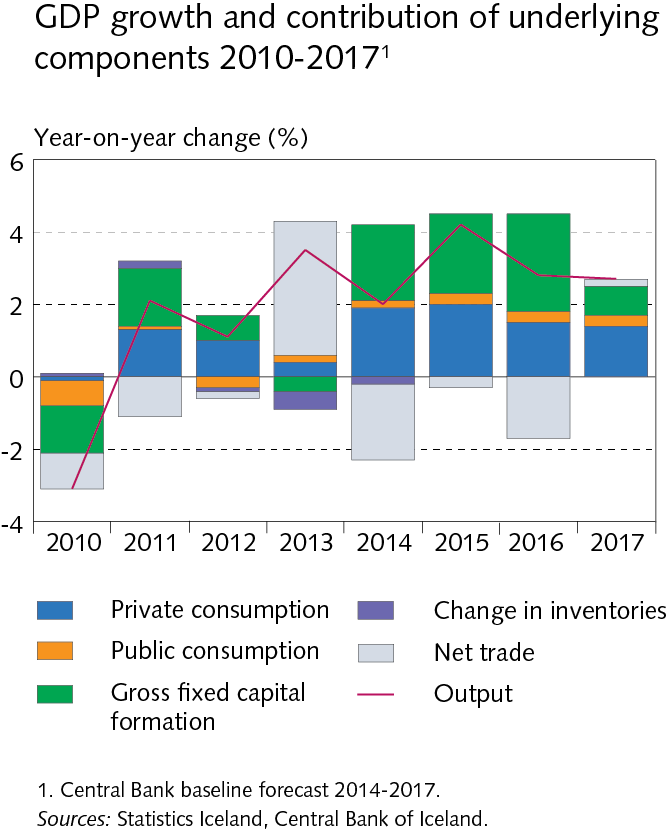 GDP growth and contribution of underlying
components 2010-2017¹
Year-on-year change (%)
6
4
2
0
-2
-4
2010 2011 2012 2013 2014 2015 2016 2017
Private consumption
Public consumption
Gross fixed capital
formation
Change in inventories
Net trade
Output
1. Central Bank baseline forecast 2014-2017.
Sources: Statistics Iceland, Central Bank of Iceland.